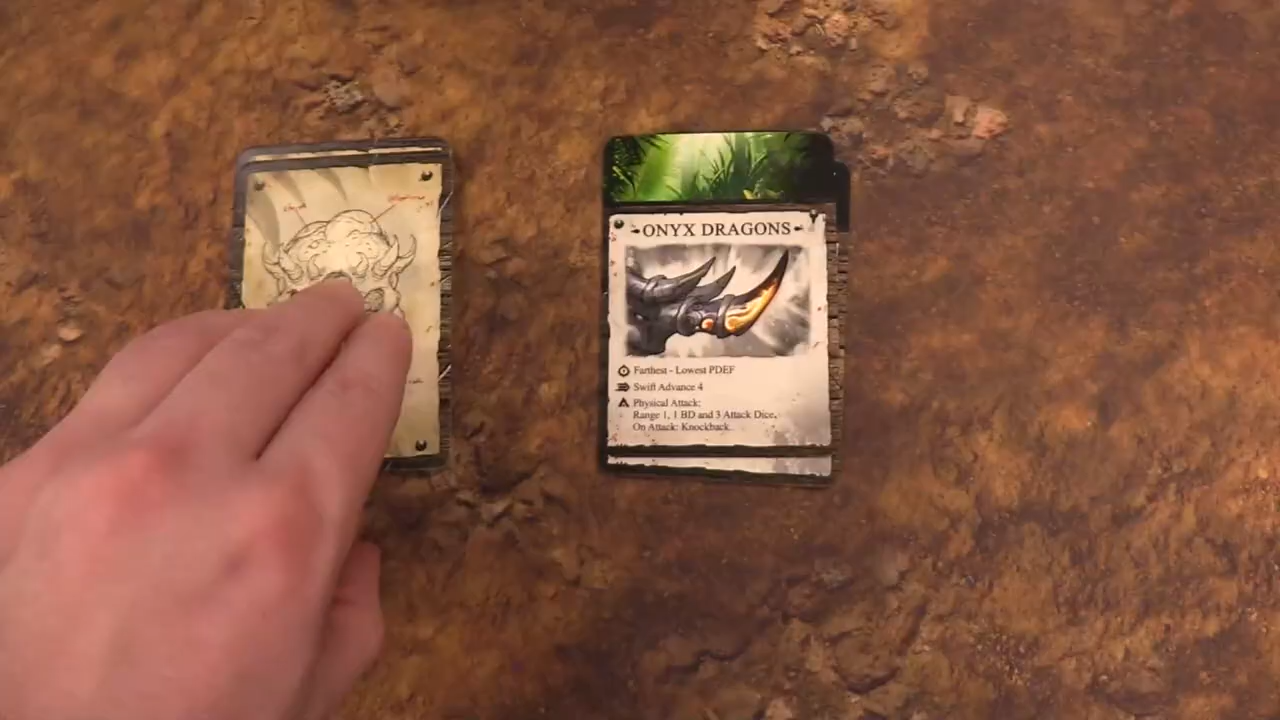 ONYX DRAGONS
Farthest - Lowest PDEF
Swift Advance 4
Physical Attack:
Range 1, 1 BD and 3 Attack Dice,
On Attack: Knockback.